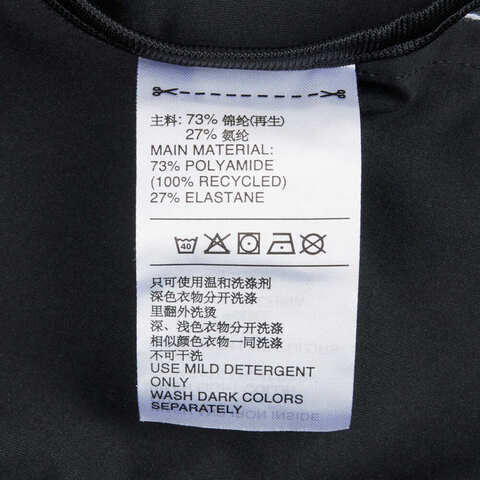 主料: 73% 锦纶(再生)
27% 氨纶
MAIN MATERIAL:
73% POLYAMIDE
(100% RECYCLED)
27% ELASTANE
40
只可使用温和洗涤剂
深色衣物分开洗涤
里翻外洗烫
深、浅色衣物分开洗涤
相似颜色衣物一同洗涤
不可干洗
USE MILD DETERGENT
ONLY
WASH DARK COLORS
SEPARATELY